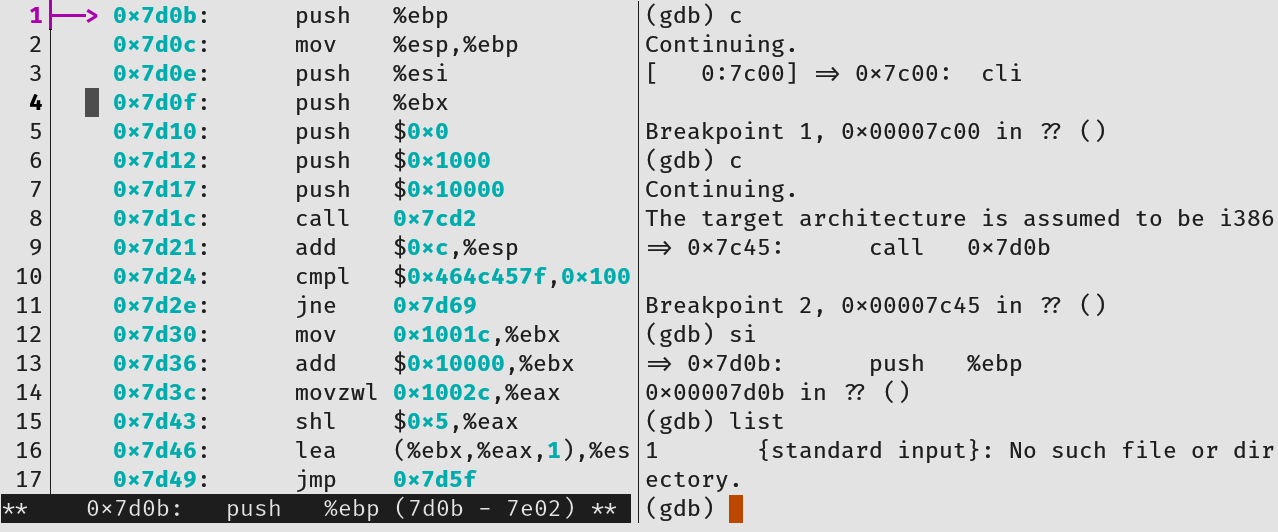 1 0x7d0b: push %ebp
2 0x7d0c: mov %esp,%ebp
3 0x7d0e: push %esi
4 0x7d0f: push %ebx
5 0x7d10: push $0x0
6 0x7d12: push $0x1000
7 0x7d17: push $0x10000
8 0x7d1c: call 0x7cd2
9 0x7d21: add $0xc,%esp
10 0x7d24: cmpl $0x464c457f,0x100
11 0x7d2e: jne 0x7d69
12 0x7d30: mov 0x1001c,%ebx
13 0x7d36: add $0x10000,%ebx
14 0x7d3c: movzwl 0x1002c,%eax
15 0x7d43: shl $0x5,%eax
16 0x7d46: lea (%ebx,%eax,1),%es
17 0x7d49: jmp 0x7d5f
** 0x7d0b: push %ebp (7d0b - 7e02) **
(gdb) c
Continuing.
[ 0:7c00] => 0x7c00: cli
Breakpoint 1, 0x00007c00 in ?? ()
(gdb) c
Continuing.
The target architecture is assumed to be i386
=> 0x7c45: call 0x7d0b
Breakpoint 2, 0x00007c45 in ?? ()
(gdb) si
=> 0x7d0b: push %ebp
0x00007d0b in ?? ()
(gdb) list
1 {standard input}: No such file or dir
ectory.
(gdb)